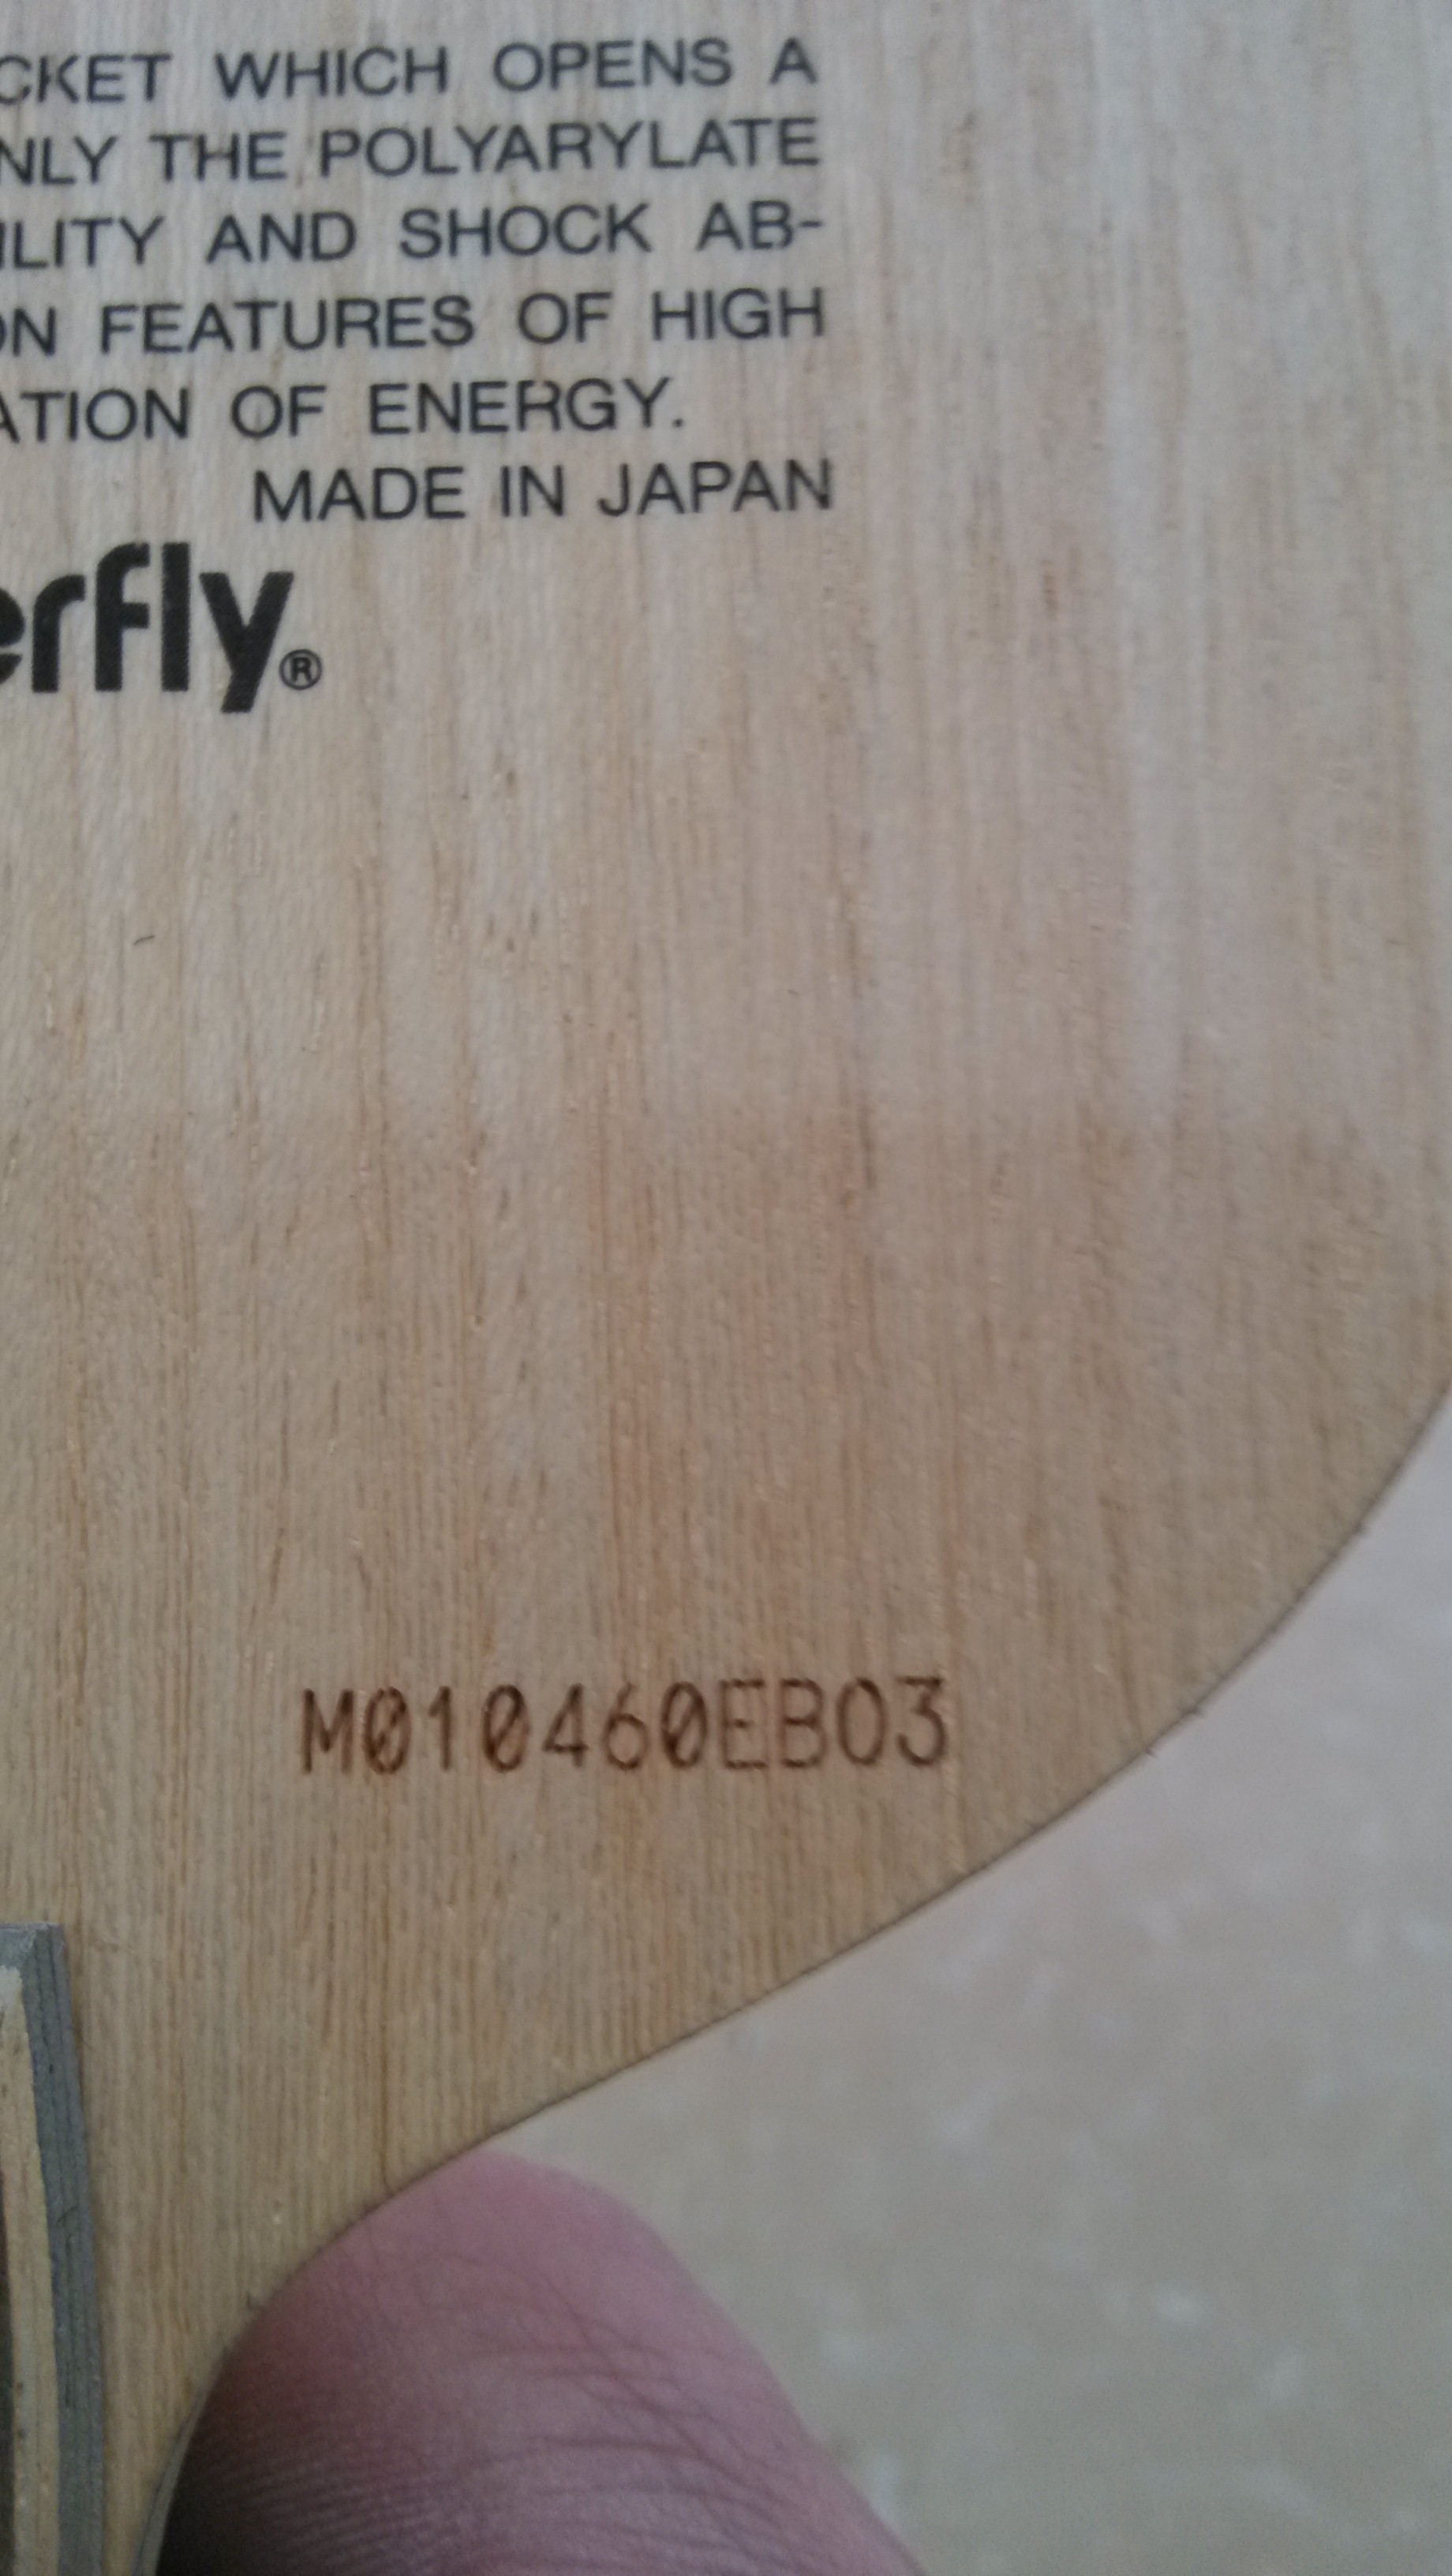 CKET WHICH OPENS A
NLY THE POLYARYLATE
ILITY AND SHOCK AB-
ON FEATURES OF HIGH
ATION OF ENERGY.
MADE IN JAPAN
erfly®
M010460EBO3